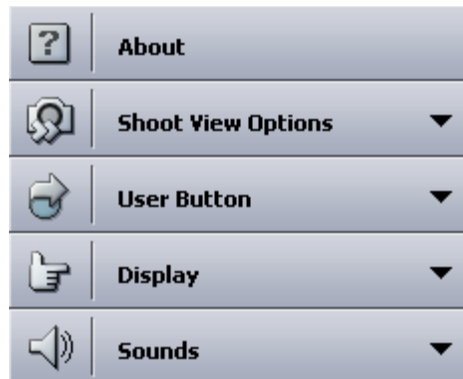 ?
About
Shoot View Options
User Button
Display
Sounds